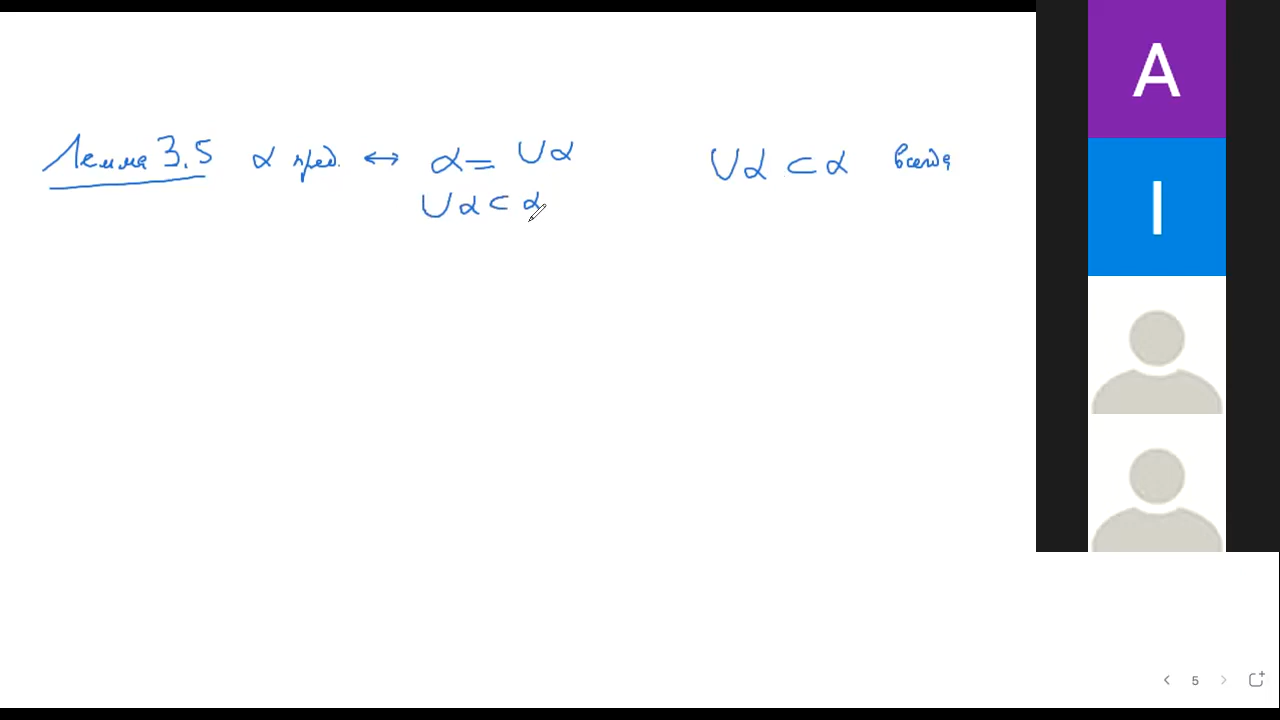 Лемма 3.5 α пред. ↔ α = ∪α ∪α ⊂ α всегда
∪α ⊂ α
A
I
5